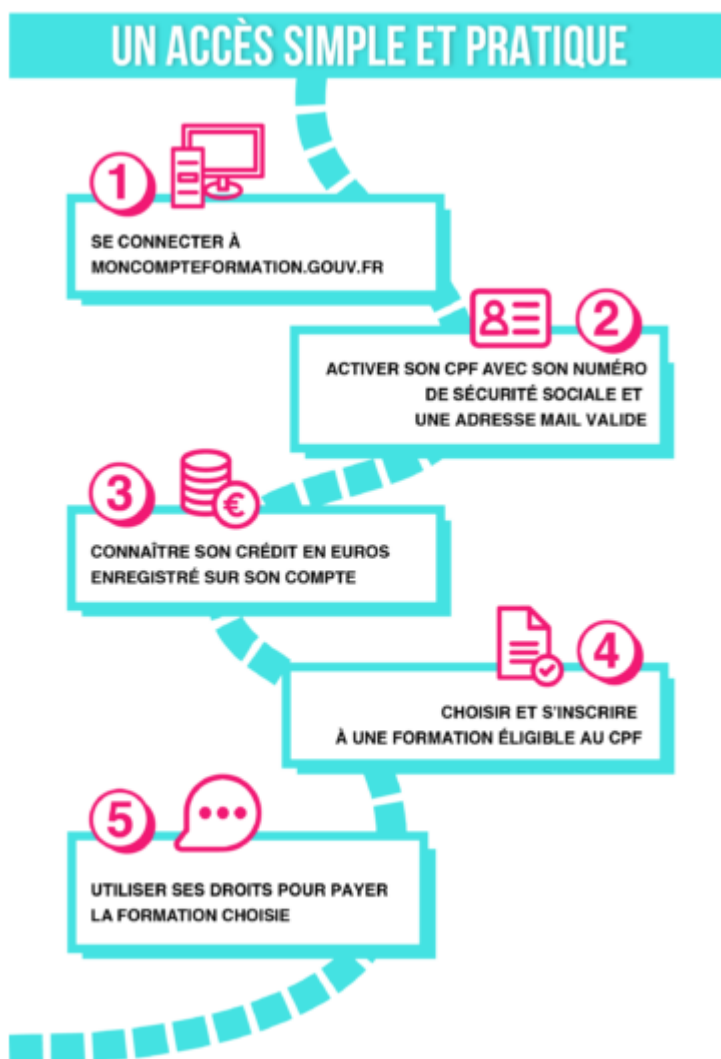 UN ACCÈS SIMPLE ET PRATIQUE
1
SE CONNECTER À
MONCOMPTEFORMATION.GOUV.FR
2
ACTIVER SON CPF AVEC SON NUMÉRO
DE SÉCURITÉ SOCIALE ET
UNE ADRESSE MAIL VALIDE
3
€
CONNAÎTRE SON CRÉDIT EN EUROS
ENREGISTRÉ SUR SON COMPTE
4
CHOISIR ET S'INSCRIRE
À UNE FORMATION ÉLIGIBLE AU CPF
5
UTILISER SES DROITS POUR PAYER
LA FORMATION CHOISIE